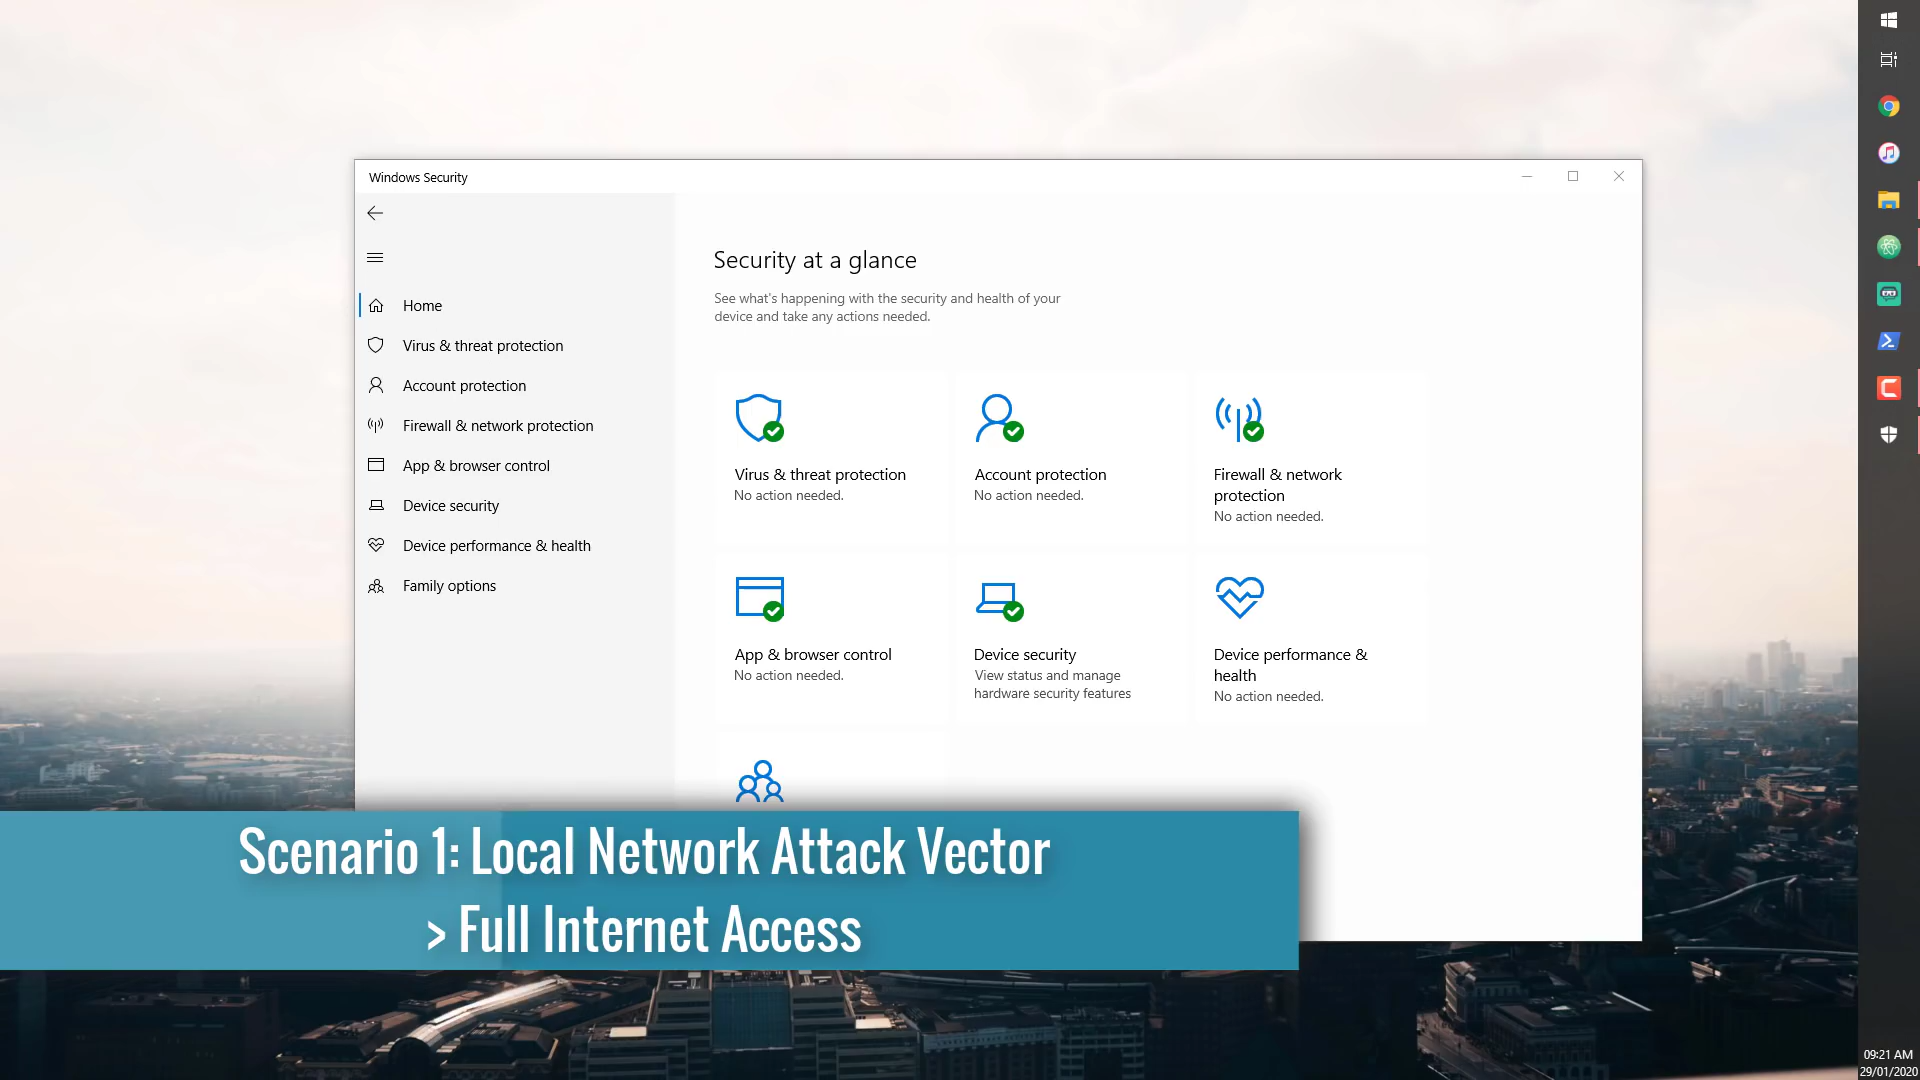 Windows Security
Home
Virus & threat protection
Account protection
Firewall & network protection
App & browser control
Device security
Device performance & health
Family options
Security at a glance
See what's happening with the security and health of your
device and take any actions needed.
Virus & threat protection
No action needed.
Account protection
No action needed.
Firewall & network
protection
No action needed.
App & browser control
No action needed.
Device security
View status and manage
hardware security features
Device performance &
health
No action needed.
Scenario 1: Local Network Attack Vector
> Full Internet Access
09:21 AM
29/01/2020